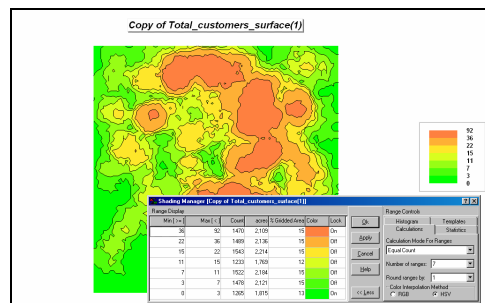 Copy of Total_customers_surface(1)
92
36
22
15
11
7
3
0
Shading Manager [Copy of Total_customers_surface(1)]
Range Display
Min [>= ] Max [ < ] Count acres % Gridded Area Color Lock
36 92 1470 2,109 15 On
22 36 1489 2,136 15 Off
15 22 1543 2,214 15 Off
11 15 1233 1,769 12 Off
7 11 1522 2,184 15 Off
3 7 1478 2,121 15 Off
0 3 1265 1,815 13 On
Ok
Apply
Cancel
Help
<< Less
Range Controls
Histogram Templates
Calculations Statistics
Calculation Mode For Ranges
Equal Count
Number of ranges: 7
Round ranges by: 1
Color Interpolation Method
RGB HSV